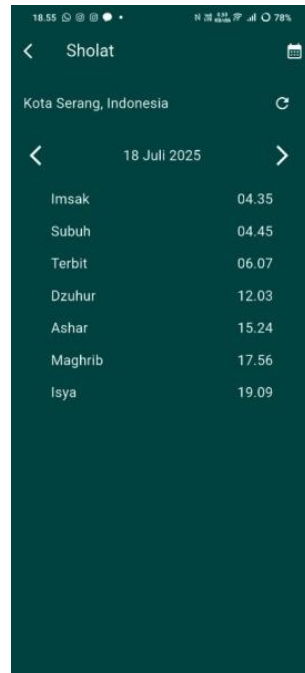 18.55 78%
Sholat
Kota Serang, Indonesia
18 Juli 2025
Imsak 04.35
Subuh 04.45
Terbit 06.07
Dzuhur 12.03
Ashar 15.24
Maghrib 17.56
Isya 19.09